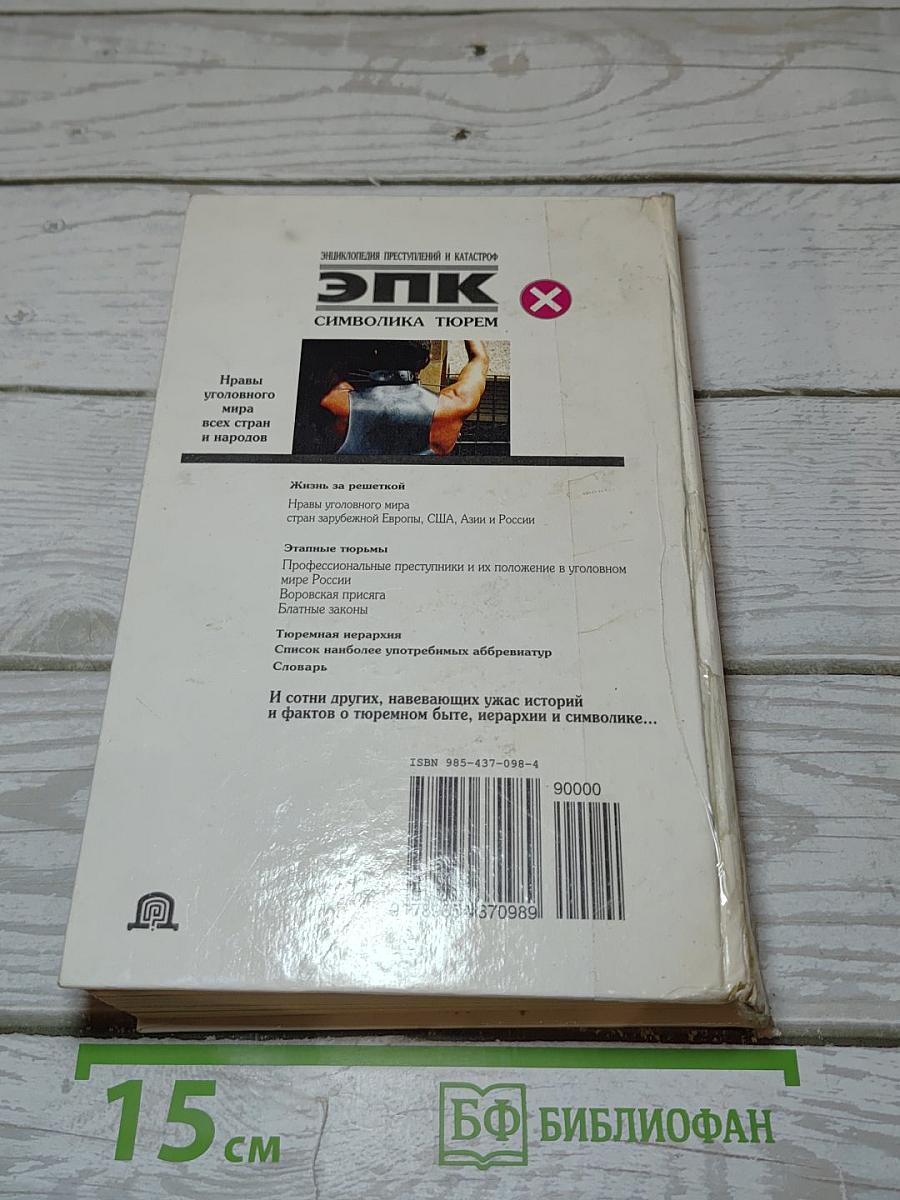 ЭНЦИКЛОПЕДИЯ ПРЕСТУПЛЕНИЙ И КАТАСТРОФ
ЭПК
СИМВОЛИКА ТЮРЕМ
Нравы
уголовного
мира
всех стран
и народов
Жизнь за решеткой
Нравы уголовного мира
стран зарубежной Европы, США, Азии и России
Этапные тюрьмы
Профессиональные преступники и их положение в уголовном
мире России
Воровская присяга
Блатные законы
Тюремная иерархия
Список наиболее употребимых аббревиатур
Словарь
И сотни других, навевающих ужас историй
и фактов о тюремном быте, иерархии и символике...
ISBN 985-437-098-4
90000
15 см
БФ БИБЛИОФАН